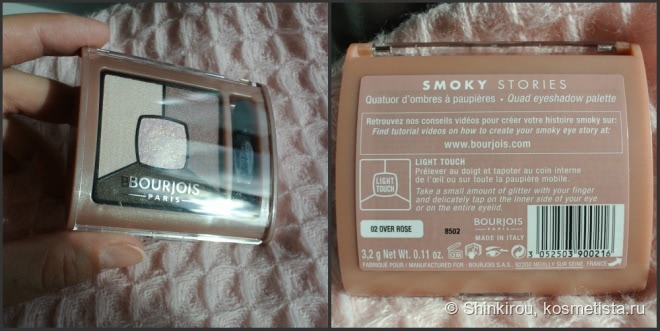 BOURJOIS
PARIS
SMOKY STORIES
Quatuor d'ombres à paupières • Quad eyeshadow palette
Retrouvez nos conseils vidéos pour créer votre histoire smoky sur:
Find tutorial videos on how to create your smoky eye story at:
www.bourjois.com
LIGHT TOUCH
LIGHT TOUCH
Prélever au doigt et tapoter au coin interne
de l'œil ou sur toute la paupière mobile.
Take a small amount of glitter with your finger
and delicately tap on the inner side of your eye
or on the entire eyelid.
02 OVER ROSE
8502
BOURJOIS
PARIS
MADE IN ITALY
3,2 g Net Wt. 0.11 oz.
3 052503 900216
FABRIQUÉ POUR / MANUFACTURED FOR : BOURJOIS S.A.S. 92200 NEUILLY SUR SEINE, FRANCE
© Shinkirou, kosmetista.ru